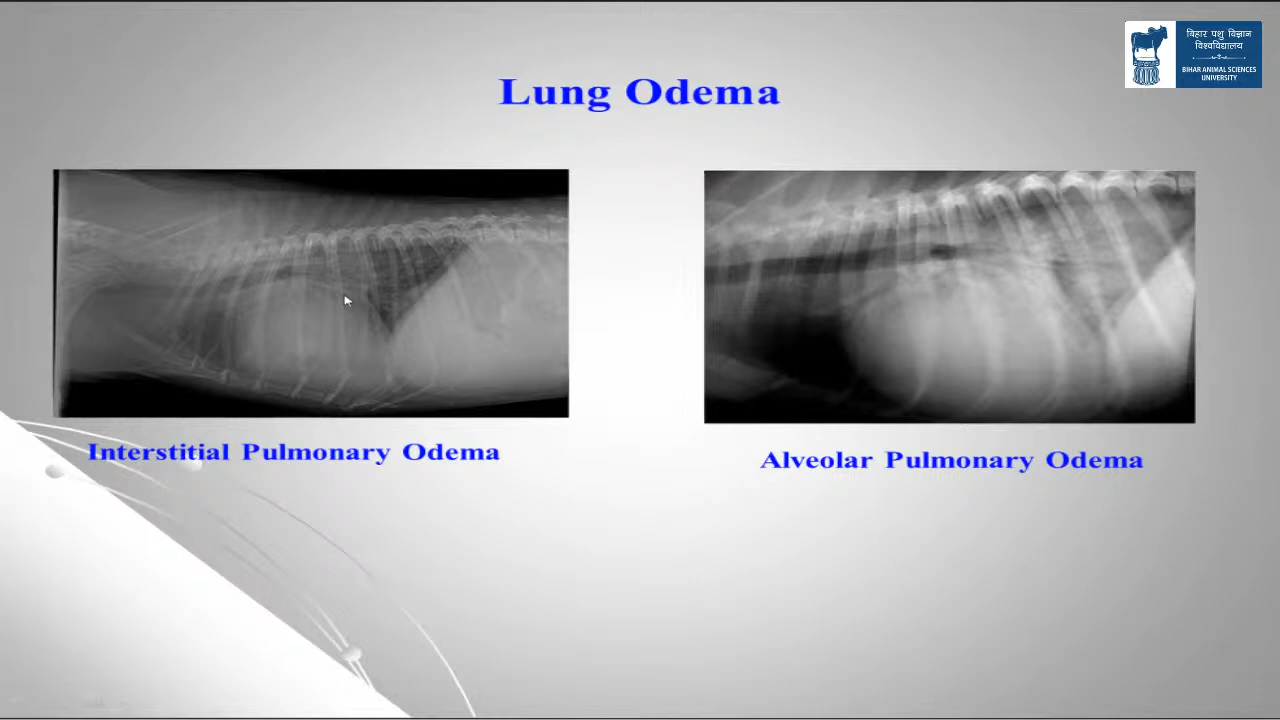 बिहार पशु विज्ञान
विश्वविद्यालय
BIHAR ANIMAL SCIENCES
UNIVERSITY
Lung Odema
Interstitial Pulmonary Odema
Alveolar Pulmonary Odema